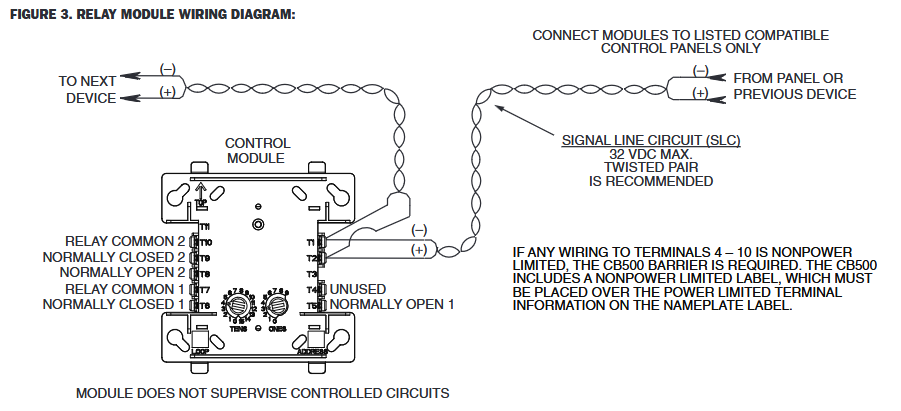 FIGURE 3. RELAY MODULE WIRING DIAGRAM:
CONNECT MODULES TO LISTED COMPATIBLE
CONTROL PANELS ONLY
(–)
TO NEXT
DEVICE
(+)
(–)
FROM PANEL OR
(+)
PREVIOUS DEVICE
SIGNAL LINE CIRCUIT (SLC)
32 VDC MAX.
TWISTED PAIR
IS RECOMMENDED
CONTROL
MODULE
TOP
T11
RELAY COMMON 2
T10
NORMALLY CLOSED 2
T9
NORMALLY OPEN 2
T8
RELAY COMMON 1
T7
NORMALLY CLOSED 1
T6
T1
(–)
T2
(+)
T3
T4
UNUSED
T5
NORMALLY OPEN 1
TENS
ONES
LOOP
ADDRESS
IF ANY WIRING TO TERMINALS 4 – 10 IS NONPOWER
LIMITED, THE CB500 BARRIER IS REQUIRED. THE CB500
INCLUDES A NONPOWER LIMITED LABEL, WHICH MUST
BE PLACED OVER THE POWER LIMITED TERMINAL
INFORMATION ON THE NAMEPLATE LABEL.
MODULE DOES NOT SUPERVISE CONTROLLED CIRCUITS